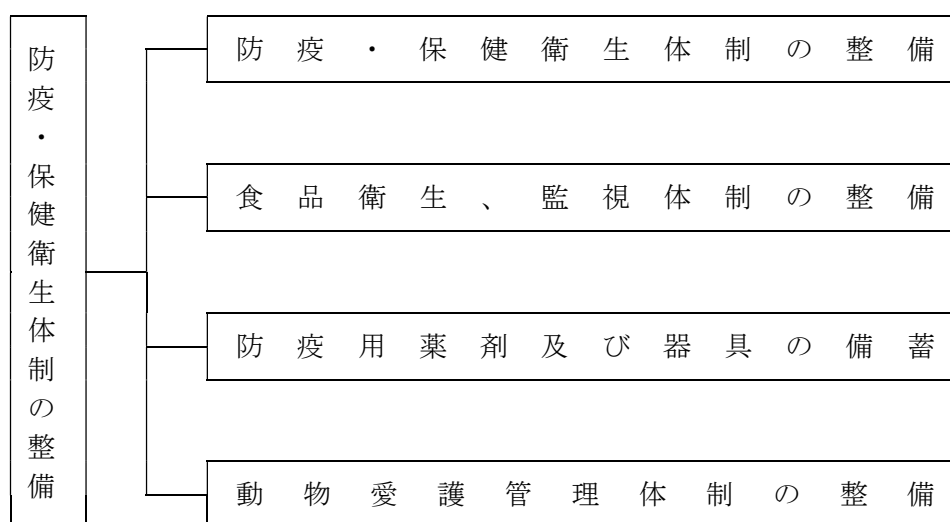 防疫・保健衛生体制の整備
防疫・保健衛生体制の整備
食品衛生、監視体制の整備
防疫用薬剤及び器具の備蓄
動物愛護管理体制の整備